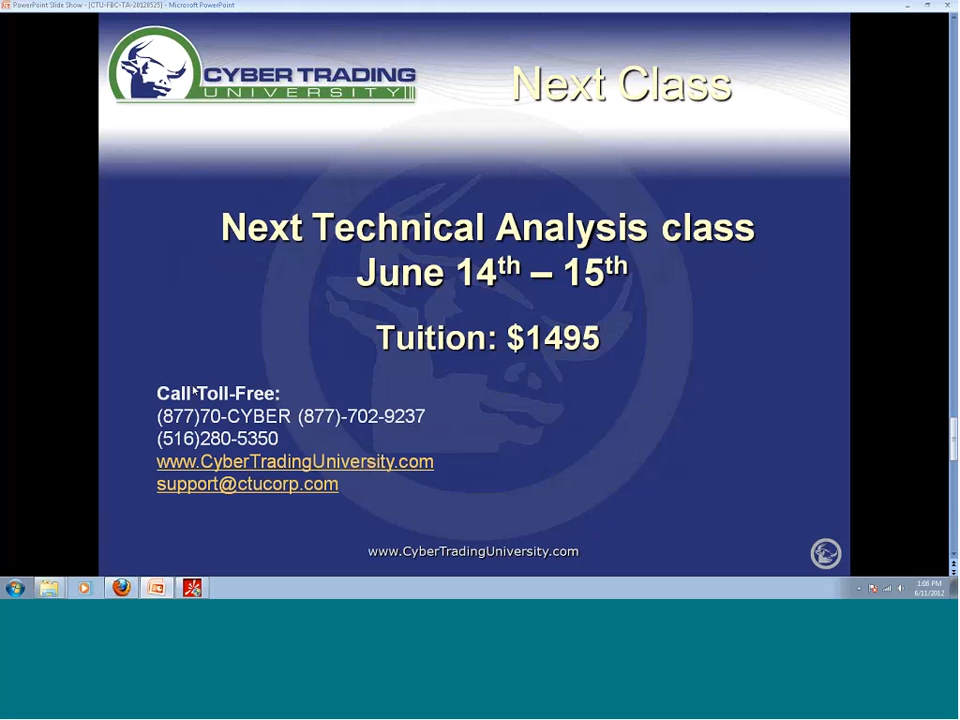 PowerPoint Slide Show - [CTU-FBC-TA-20120525] - Microsoft PowerPoint
CYBER TRADING
UNIVERSITY
Next Class
Next Technical Analysis class
June 14th – 15th
Tuition: $1495
Call Toll-Free:
(877)70-CYBER (877)-702-9237
(516)280-5350
www.CyberTradingUniversity.com
support@ctucorp.com
www.CyberTradingUniversity.com
1:06 PM
6/11/2012